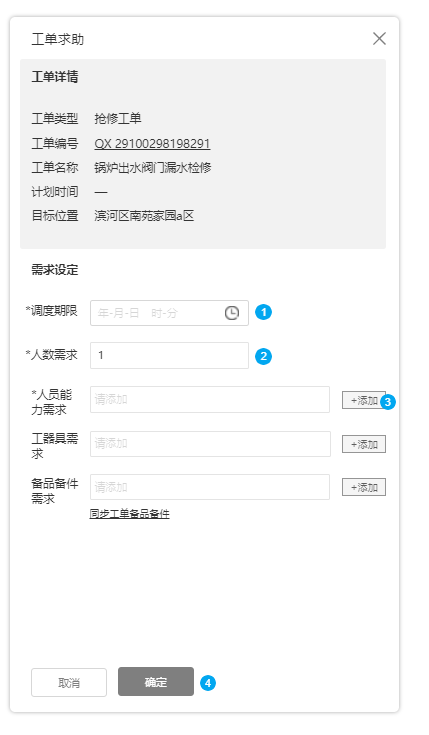 工单求助
工单详情
工单类型 抢修工单
工单编号 QX 29100298198291
工单名称 锅炉出水阀门漏水检修
计划时间 —
目标位置 滨河区南苑家园a区
需求设定
*调度期限 年-月-日 时-分 1
*人数需求 1 2
*人员能
力需求 请添加 +添加 3
工器具需
求 请添加 +添加
备品备件
需求 请添加 +添加
同步工单备品备件
取消 确定 4